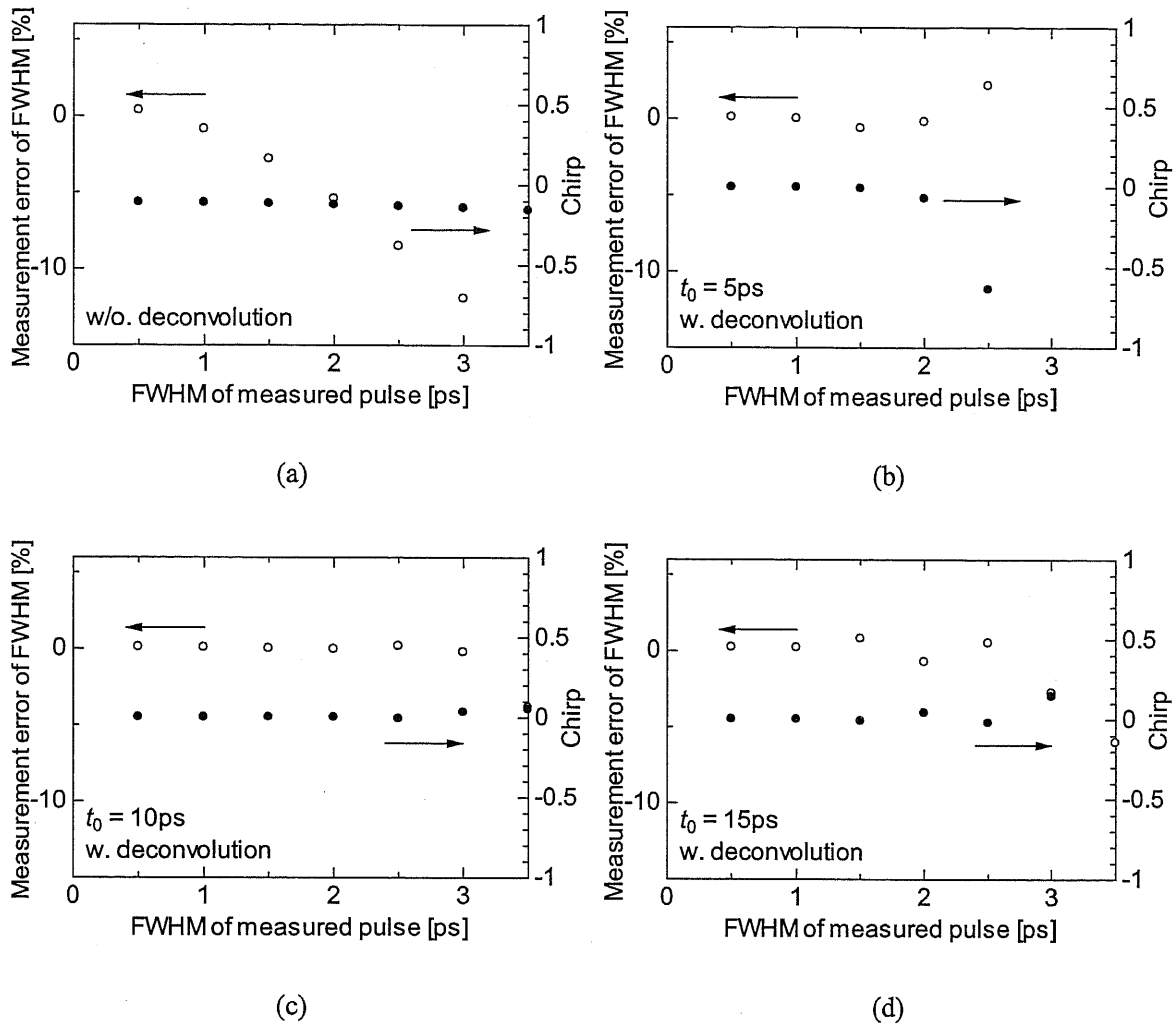 Measurement error of FWHM [%]
0
-10
1
0.5
0
-0.5
-1
Chirp
w/o. deconvolution
0 1 2 3
FWHM of measured pulse [ps]
(a)
Measurement error of FWHM [%]
0
-10
1
0.5
0
-0.5
-1
Chirp
t0 = 5ps
w. deconvolution
0 1 2 3
FWHM of measured pulse [ps]
(b)
Measurement error of FWHM [%]
0
-10
1
0.5
0
-0.5
-1
Chirp
t0 = 10ps
w. deconvolution
0 1 2 3
FWHM of measured pulse [ps]
(c)
Measurement error of FWHM [%]
0
-10
1
0.5
0
-0.5
-1
Chirp
t0 = 15ps
w. deconvolution
0 1 2 3
FWHM of measured pulse [ps]
(d)